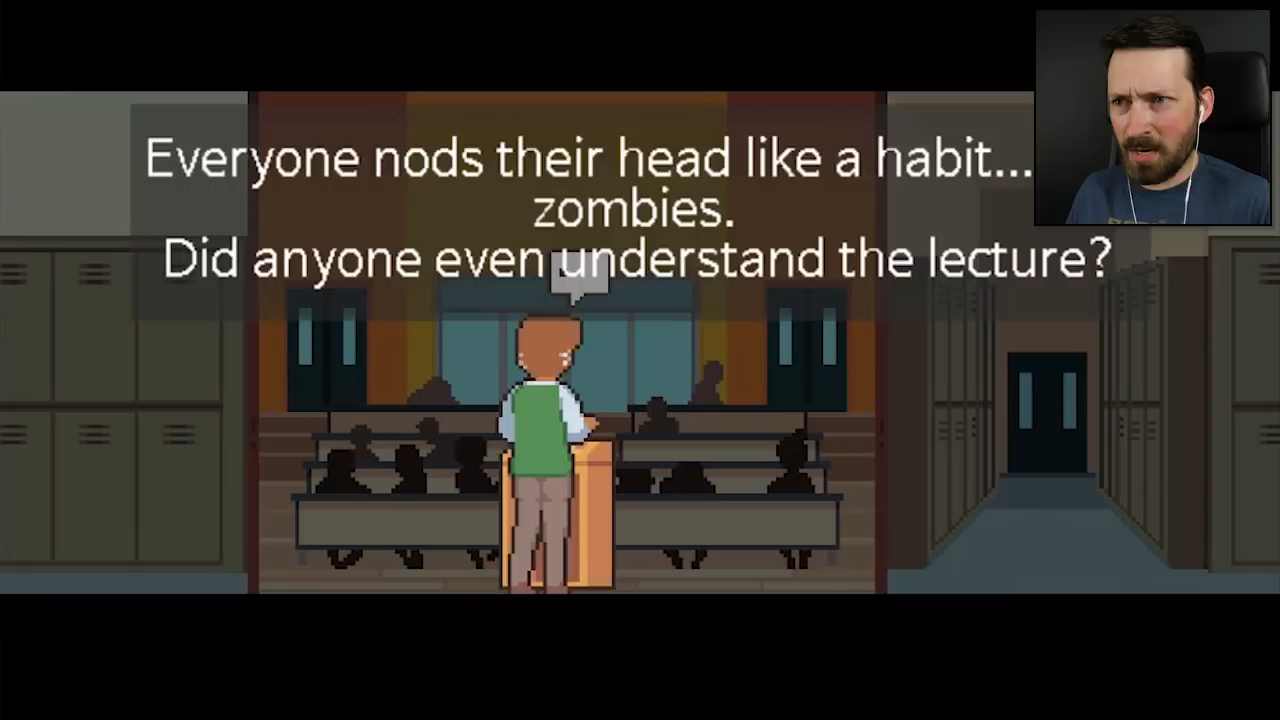 Everyone nods their head like a habit...
zombies.
Did anyone even understand the lecture?